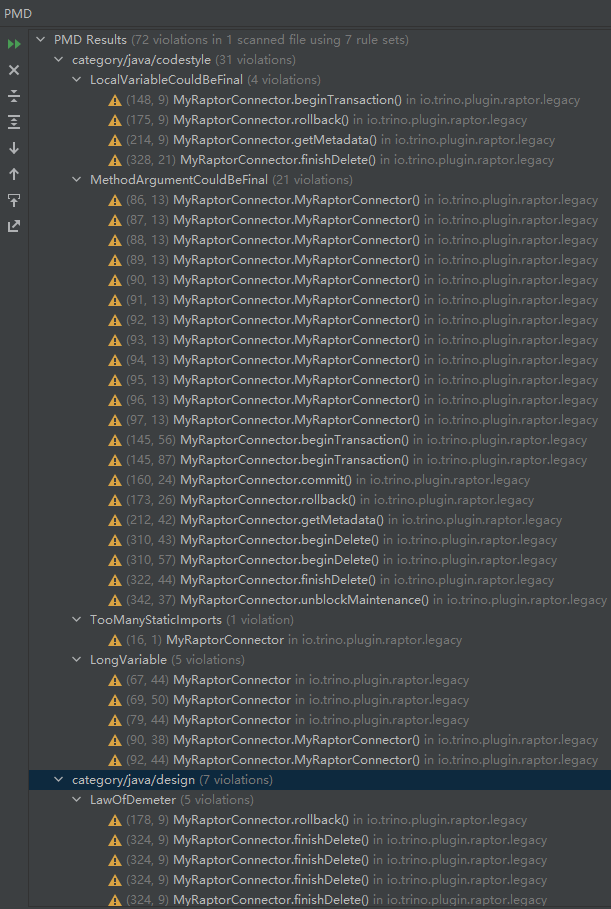 PMD
PMD Results (72 violations in 1 scanned file using 7 rule sets)
category/java/codestyle (31 violations)
LocalVariableCouldBeFinal (4 violations)
(148, 9) MyRaptorConnector.beginTransaction() in io.trino.plugin.raptor.legacy
(175, 9) MyRaptorConnector.rollback() in io.trino.plugin.raptor.legacy
(214, 9) MyRaptorConnector.getMetadata() in io.trino.plugin.raptor.legacy
(328, 21) MyRaptorConnector.finishDelete() in io.trino.plugin.raptor.legacy
MethodArgumentCouldBeFinal (21 violations)
(86, 13) MyRaptorConnector.MyRaptorConnector() in io.trino.plugin.raptor.legacy
(87, 13) MyRaptorConnector.MyRaptorConnector() in io.trino.plugin.raptor.legacy
(88, 13) MyRaptorConnector.MyRaptorConnector() in io.trino.plugin.raptor.legacy
(89, 13) MyRaptorConnector.MyRaptorConnector() in io.trino.plugin.raptor.legacy
(90, 13) MyRaptorConnector.MyRaptorConnector() in io.trino.plugin.raptor.legacy
(91, 13) MyRaptorConnector.MyRaptorConnector() in io.trino.plugin.raptor.legacy
(92, 13) MyRaptorConnector.MyRaptorConnector() in io.trino.plugin.raptor.legacy
(93, 13) MyRaptorConnector.MyRaptorConnector() in io.trino.plugin.raptor.legacy
(94, 13) MyRaptorConnector.MyRaptorConnector() in io.trino.plugin.raptor.legacy
(95, 13) MyRaptorConnector.MyRaptorConnector() in io.trino.plugin.raptor.legacy
(96, 13) MyRaptorConnector.MyRaptorConnector() in io.trino.plugin.raptor.legacy
(97, 13) MyRaptorConnector.MyRaptorConnector() in io.trino.plugin.raptor.legacy
(145, 56) MyRaptorConnector.beginTransaction() in io.trino.plugin.raptor.legacy
(145, 87) MyRaptorConnector.beginTransaction() in io.trino.plugin.raptor.legacy
(160, 24) MyRaptorConnector.commit() in io.trino.plugin.raptor.legacy
(173, 26) MyRaptorConnector.rollback() in io.trino.plugin.raptor.legacy
(212, 42) MyRaptorConnector.getMetadata() in io.trino.plugin.raptor.legacy
(310, 43) MyRaptorConnector.beginDelete() in io.trino.plugin.raptor.legacy
(310, 57) MyRaptorConnector.beginDelete() in io.trino.plugin.raptor.legacy
(322, 44) MyRaptorConnector.finishDelete() in io.trino.plugin.raptor.legacy
(342, 37) MyRaptorConnector.unblockMaintenance() in io.trino.plugin.raptor.legacy
TooManyStaticImports (1 violation)
(16, 1) MyRaptorConnector in io.trino.plugin.raptor.legacy
LongVariable (5 violations)
(67, 44) MyRaptorConnector in io.trino.plugin.raptor.legacy
(69, 50) MyRaptorConnector in io.trino.plugin.raptor.legacy
(79, 44) MyRaptorConnector in io.trino.plugin.raptor.legacy
(90, 38) MyRaptorConnector.MyRaptorConnector() in io.trino.plugin.raptor.legacy
(92, 44) MyRaptorConnector.MyRaptorConnector() in io.trino.plugin.raptor.legacy
category/java/design (7 violations)
LawOfDemeter (5 violations)
(178, 9) MyRaptorConnector.rollback() in io.trino.plugin.raptor.legacy
(324, 9) MyRaptorConnector.finishDelete() in io.trino.plugin.raptor.legacy
(324, 9) MyRaptorConnector.finishDelete() in io.trino.plugin.raptor.legacy
(324, 9) MyRaptorConnector.finishDelete() in io.trino.plugin.raptor.legacy
(324, 9) MyRaptorConnector.finishDelete() in io.trino.plugin.raptor.legacy